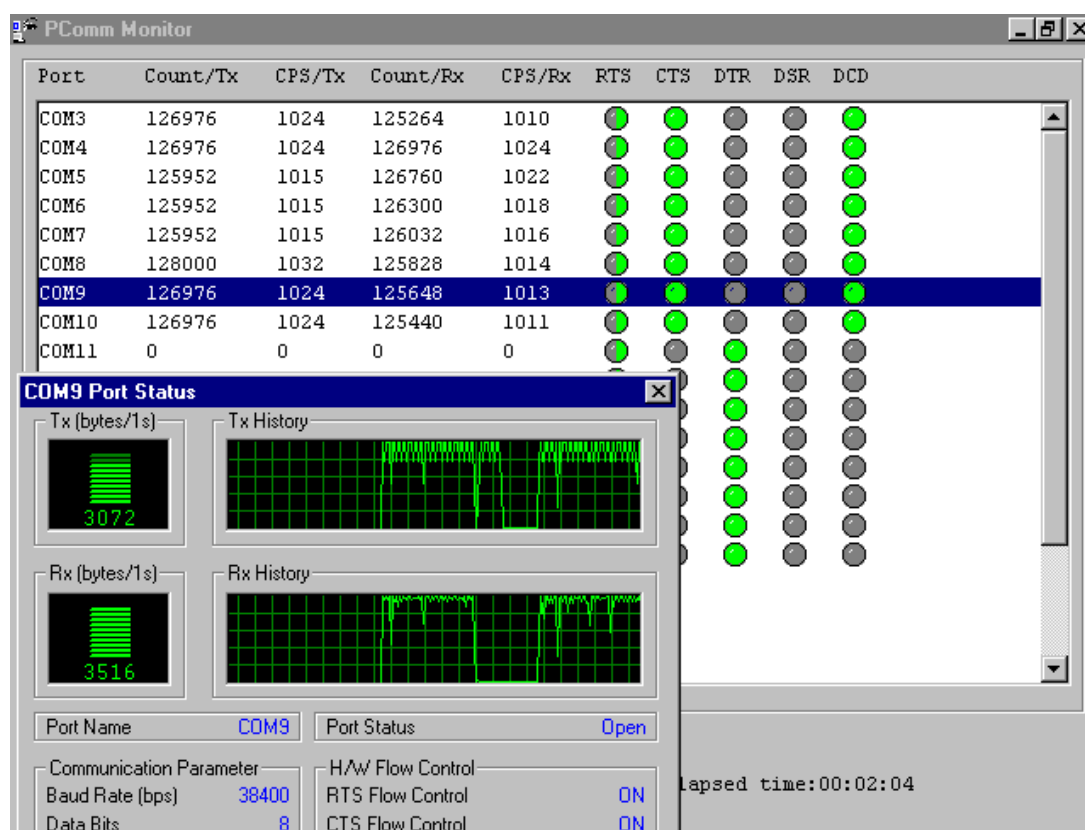 PComm Monitor
Port Count/Tx CPS/Tx Count/Rx CPS/Rx RTS CTS DTR DSR DCD
COM3 126976 1024 125264 1010
COM4 126976 1024 126976 1024
COM5 125952 1015 126760 1022
COM6 125952 1015 126300 1018
COM7 125952 1015 126032 1016
COM8 128000 1032 125828 1014
COM9 126976 1024 125648 1013
COM10 126976 1024 125440 1011
COM11 0 0 0 0
COM9 Port Status
Tx (bytes/1s) Tx History
3072
Rx (bytes/1s) Rx History
3516
Port Name COM9 Port Status Open
Communication Parameter H/W Flow Control
lapsed time:00:02:04
Baud Rate (bps) 38400 RTS Flow Control ON
Data Bits 8 CTS Flow Control ON